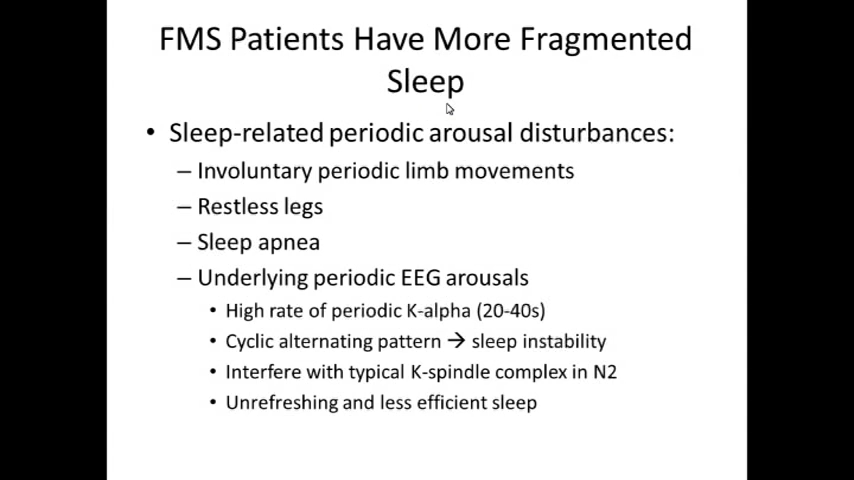 FMS Patients Have More Fragmented
Sleep
• Sleep-related periodic arousal disturbances:
– Involuntary periodic limb movements
– Restless legs
– Sleep apnea
– Underlying periodic EEG arousals
• High rate of periodic K-alpha (20-40s)
• Cyclic alternating pattern → sleep instability
• Interfere with typical K-spindle complex in N2
• Unrefreshing and less efficient sleep